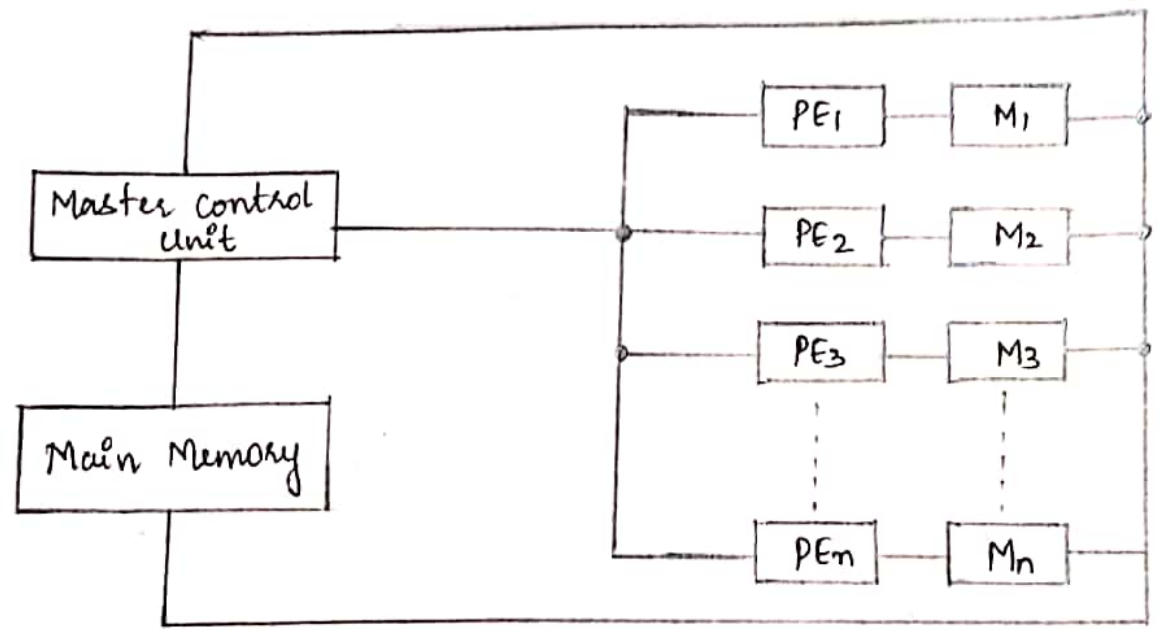 PE1
M1
Master Control
Unit
PE2
M2
PE3
M3
Main Memory
PEn
Mn